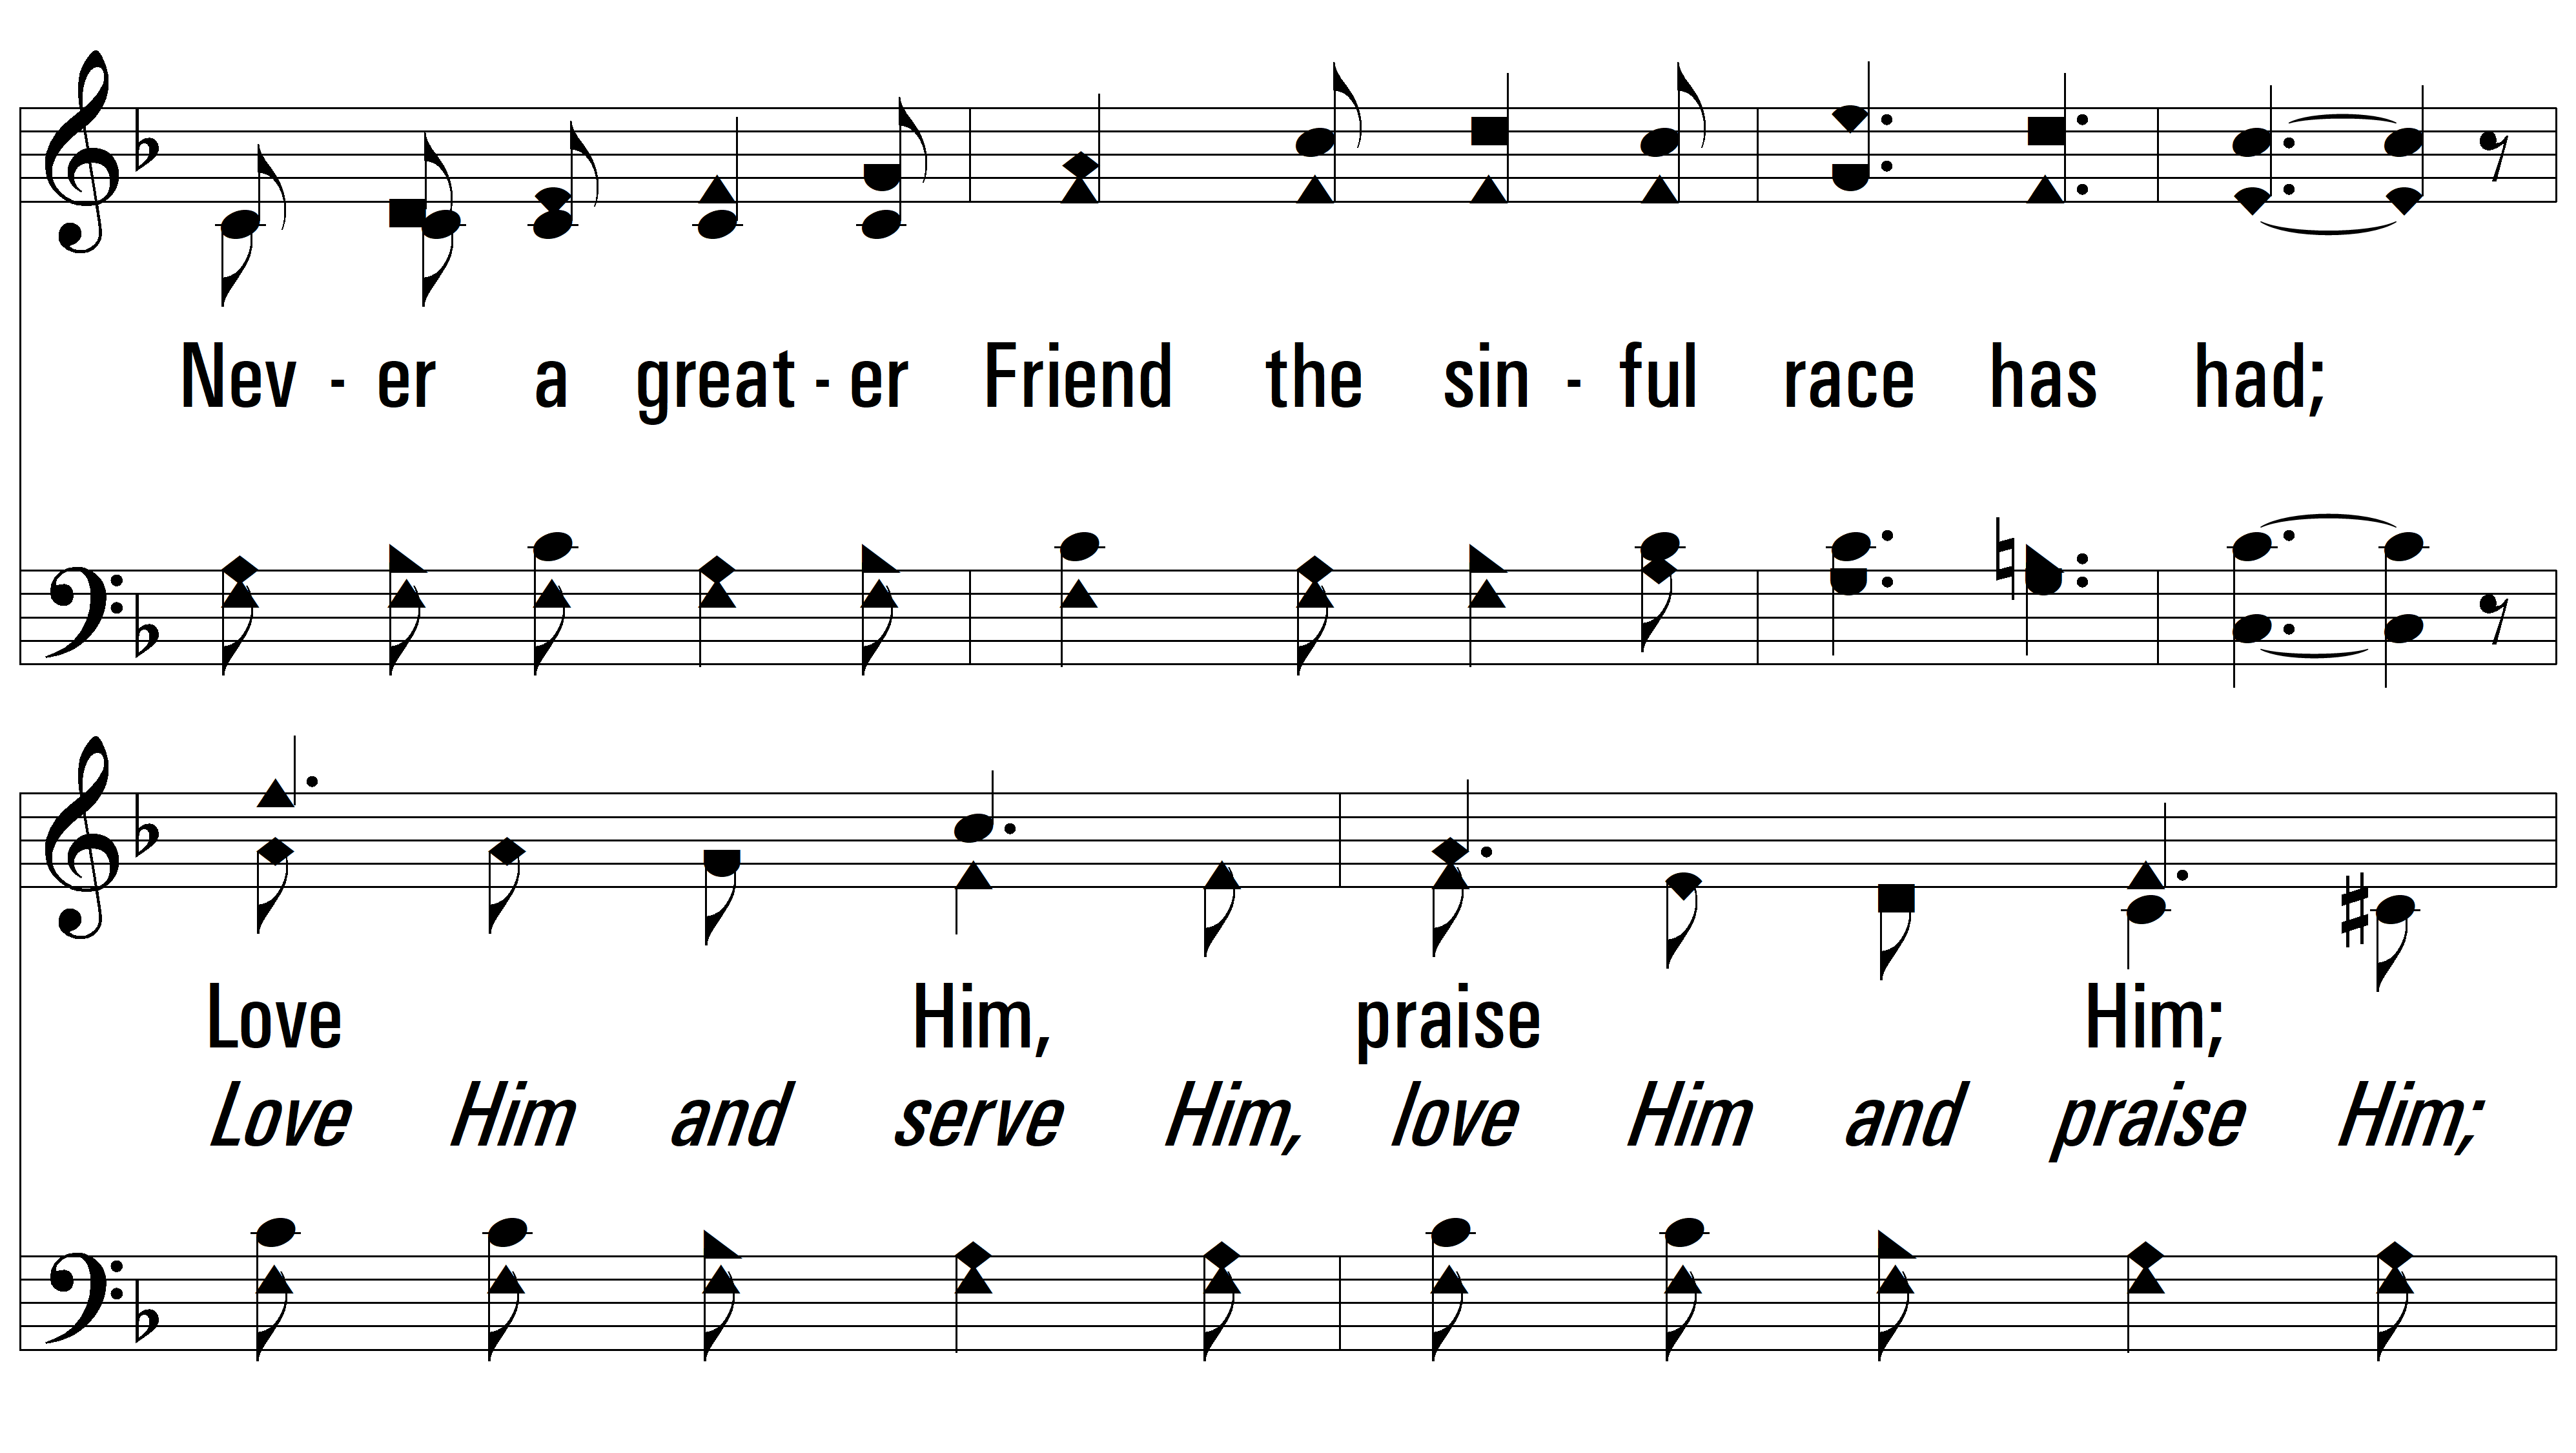 Nev - er a great - er Friend the sin - ful race has had;
Love Him, praise Him;
Love Him and serve Him, love Him and praise Him;